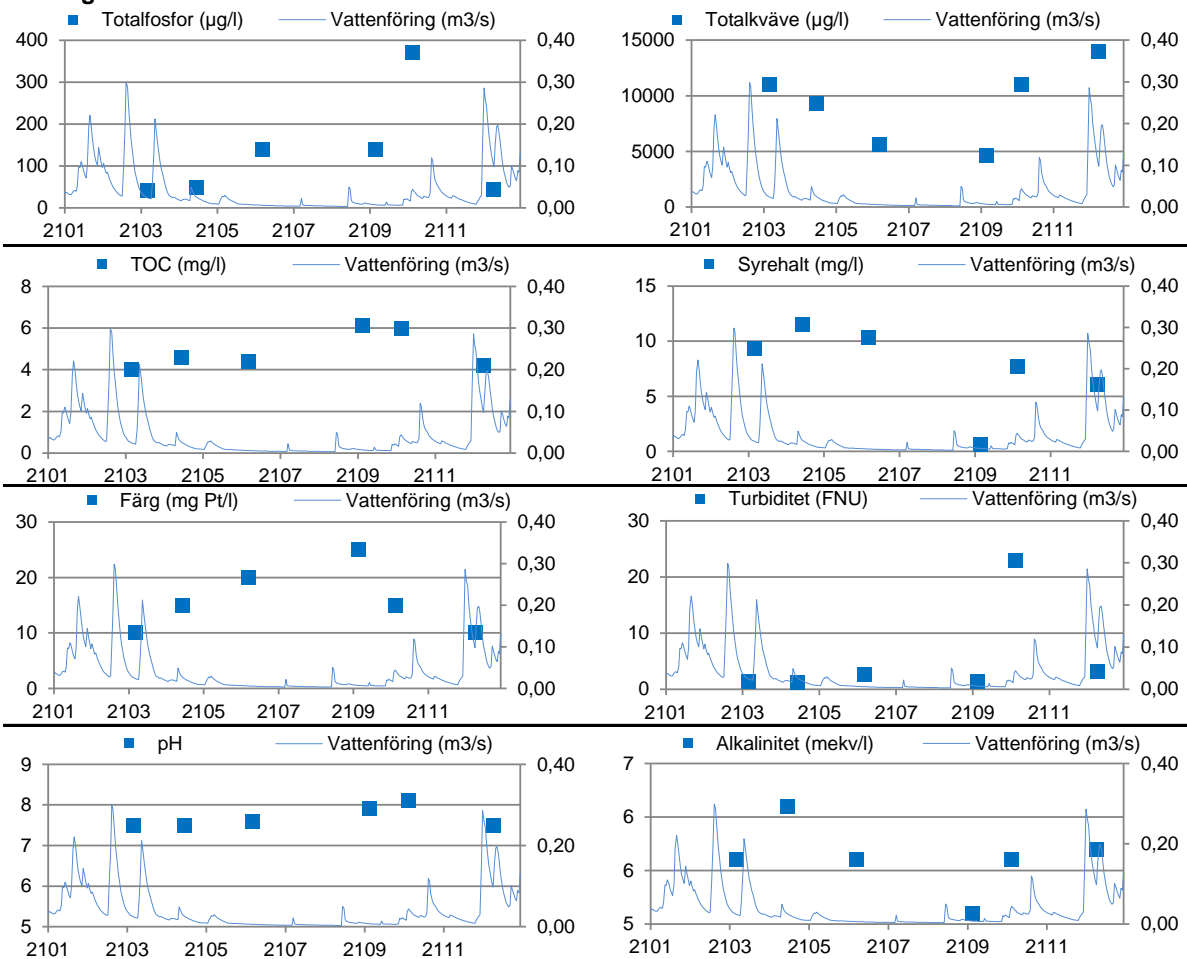 Totalfosfor (µg/l) Vattenföring (m3/s)
400 0,40
300 0,30
200 0,20
100 0,10
0 0,00
2101 2103 2105 2107 2109 2111
Totalkväve (µg/l) Vattenföring (m3/s)
15000 0,40
0,30
10000
0,20
5000
0,10
0 0,00
2101 2103 2105 2107 2109 2111
TOC (mg/l) Vattenföring (m3/s)
8 0,40
6 0,30
4 0,20
2 0,10
0 0,00
2101 2103 2105 2107 2109 2111
Syrehalt (mg/l) Vattenföring (m3/s)
15 0,40
0,30
10
0,20
5
0,10
0 0,00
2101 2103 2105 2107 2109 2111
Färg (mg Pt/l) Vattenföring (m3/s)
30 0,40
0,30
20
0,20
10
0,10
0 0,00
2101 2103 2105 2107 2109 2111
Turbiditet (FNU) Vattenföring (m3/s)
30 0,40
0,30
20
0,20
10
0,10
0 0,00
2101 2103 2105 2107 2109 2111
pH Vattenföring (m3/s)
9 0,40
8 0,30
7 0,20
6 0,10
5 0,00
2101 2103 2105 2107 2109 2111
Alkalinitet (mekv/l) Vattenföring (m3/s)
7 0,40
6
6 0,20
5 0,00
2101 2103 2105 2107 2109 2111